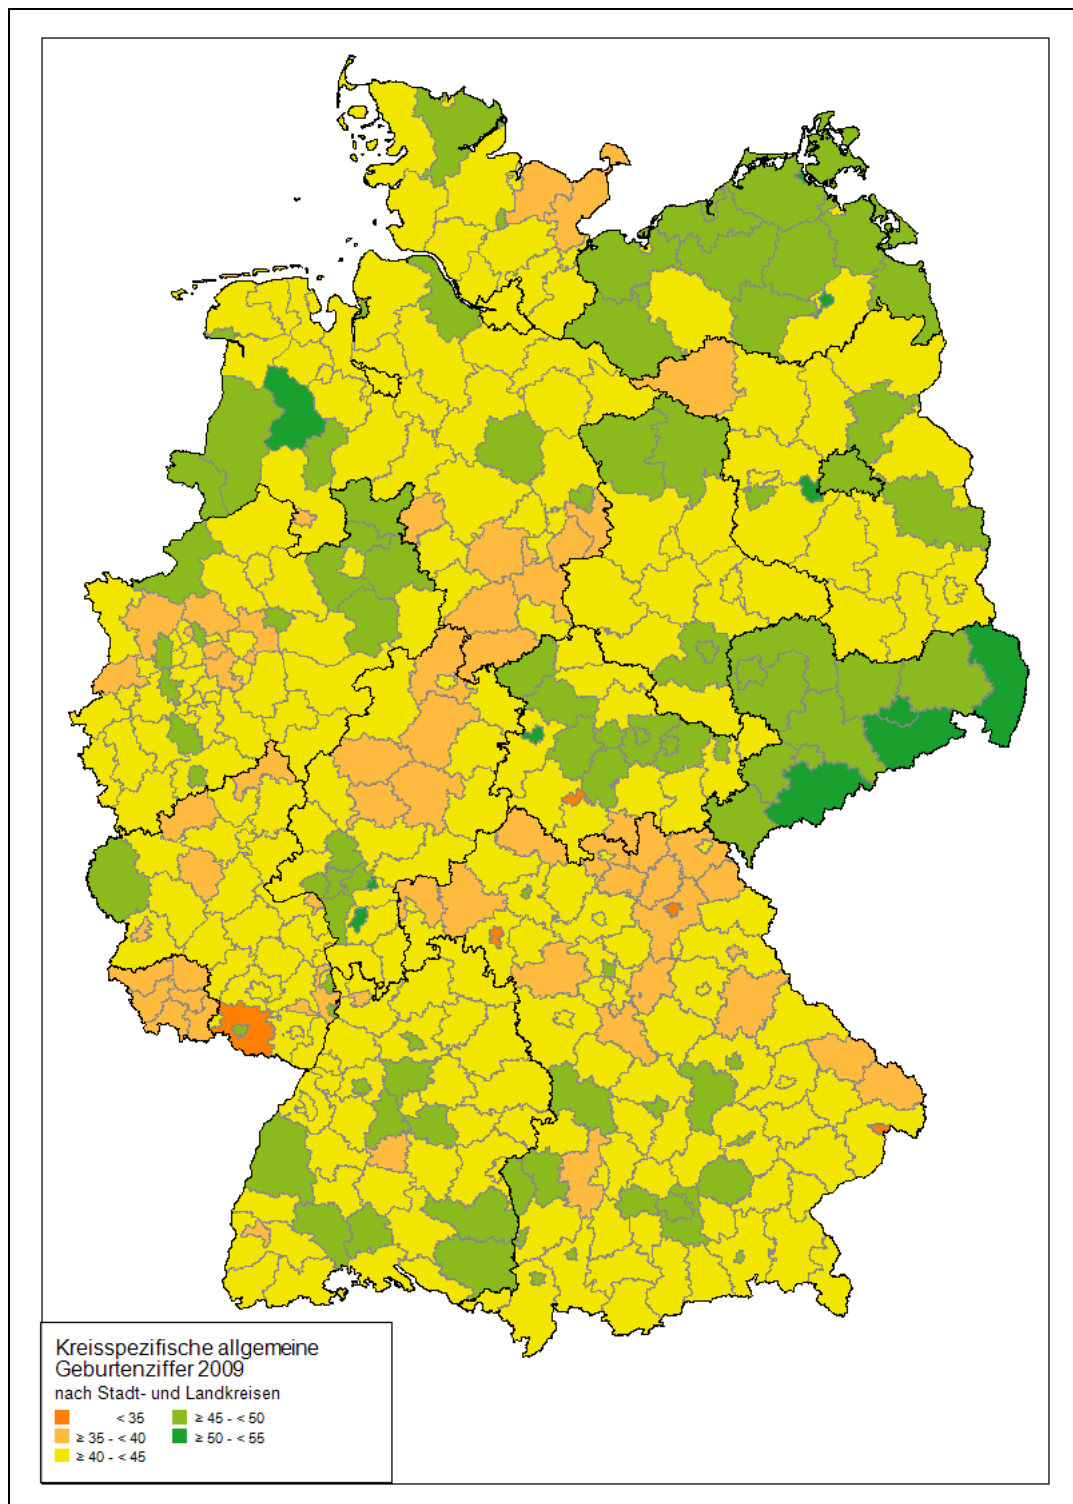 Kreisspezifische allgemeine
Geburtenziffer 2009
nach Stadt- und Landkreisen
< 35
≥ 35 - < 40
≥ 40 - < 45
≥ 45 - < 50
≥ 50 - < 55